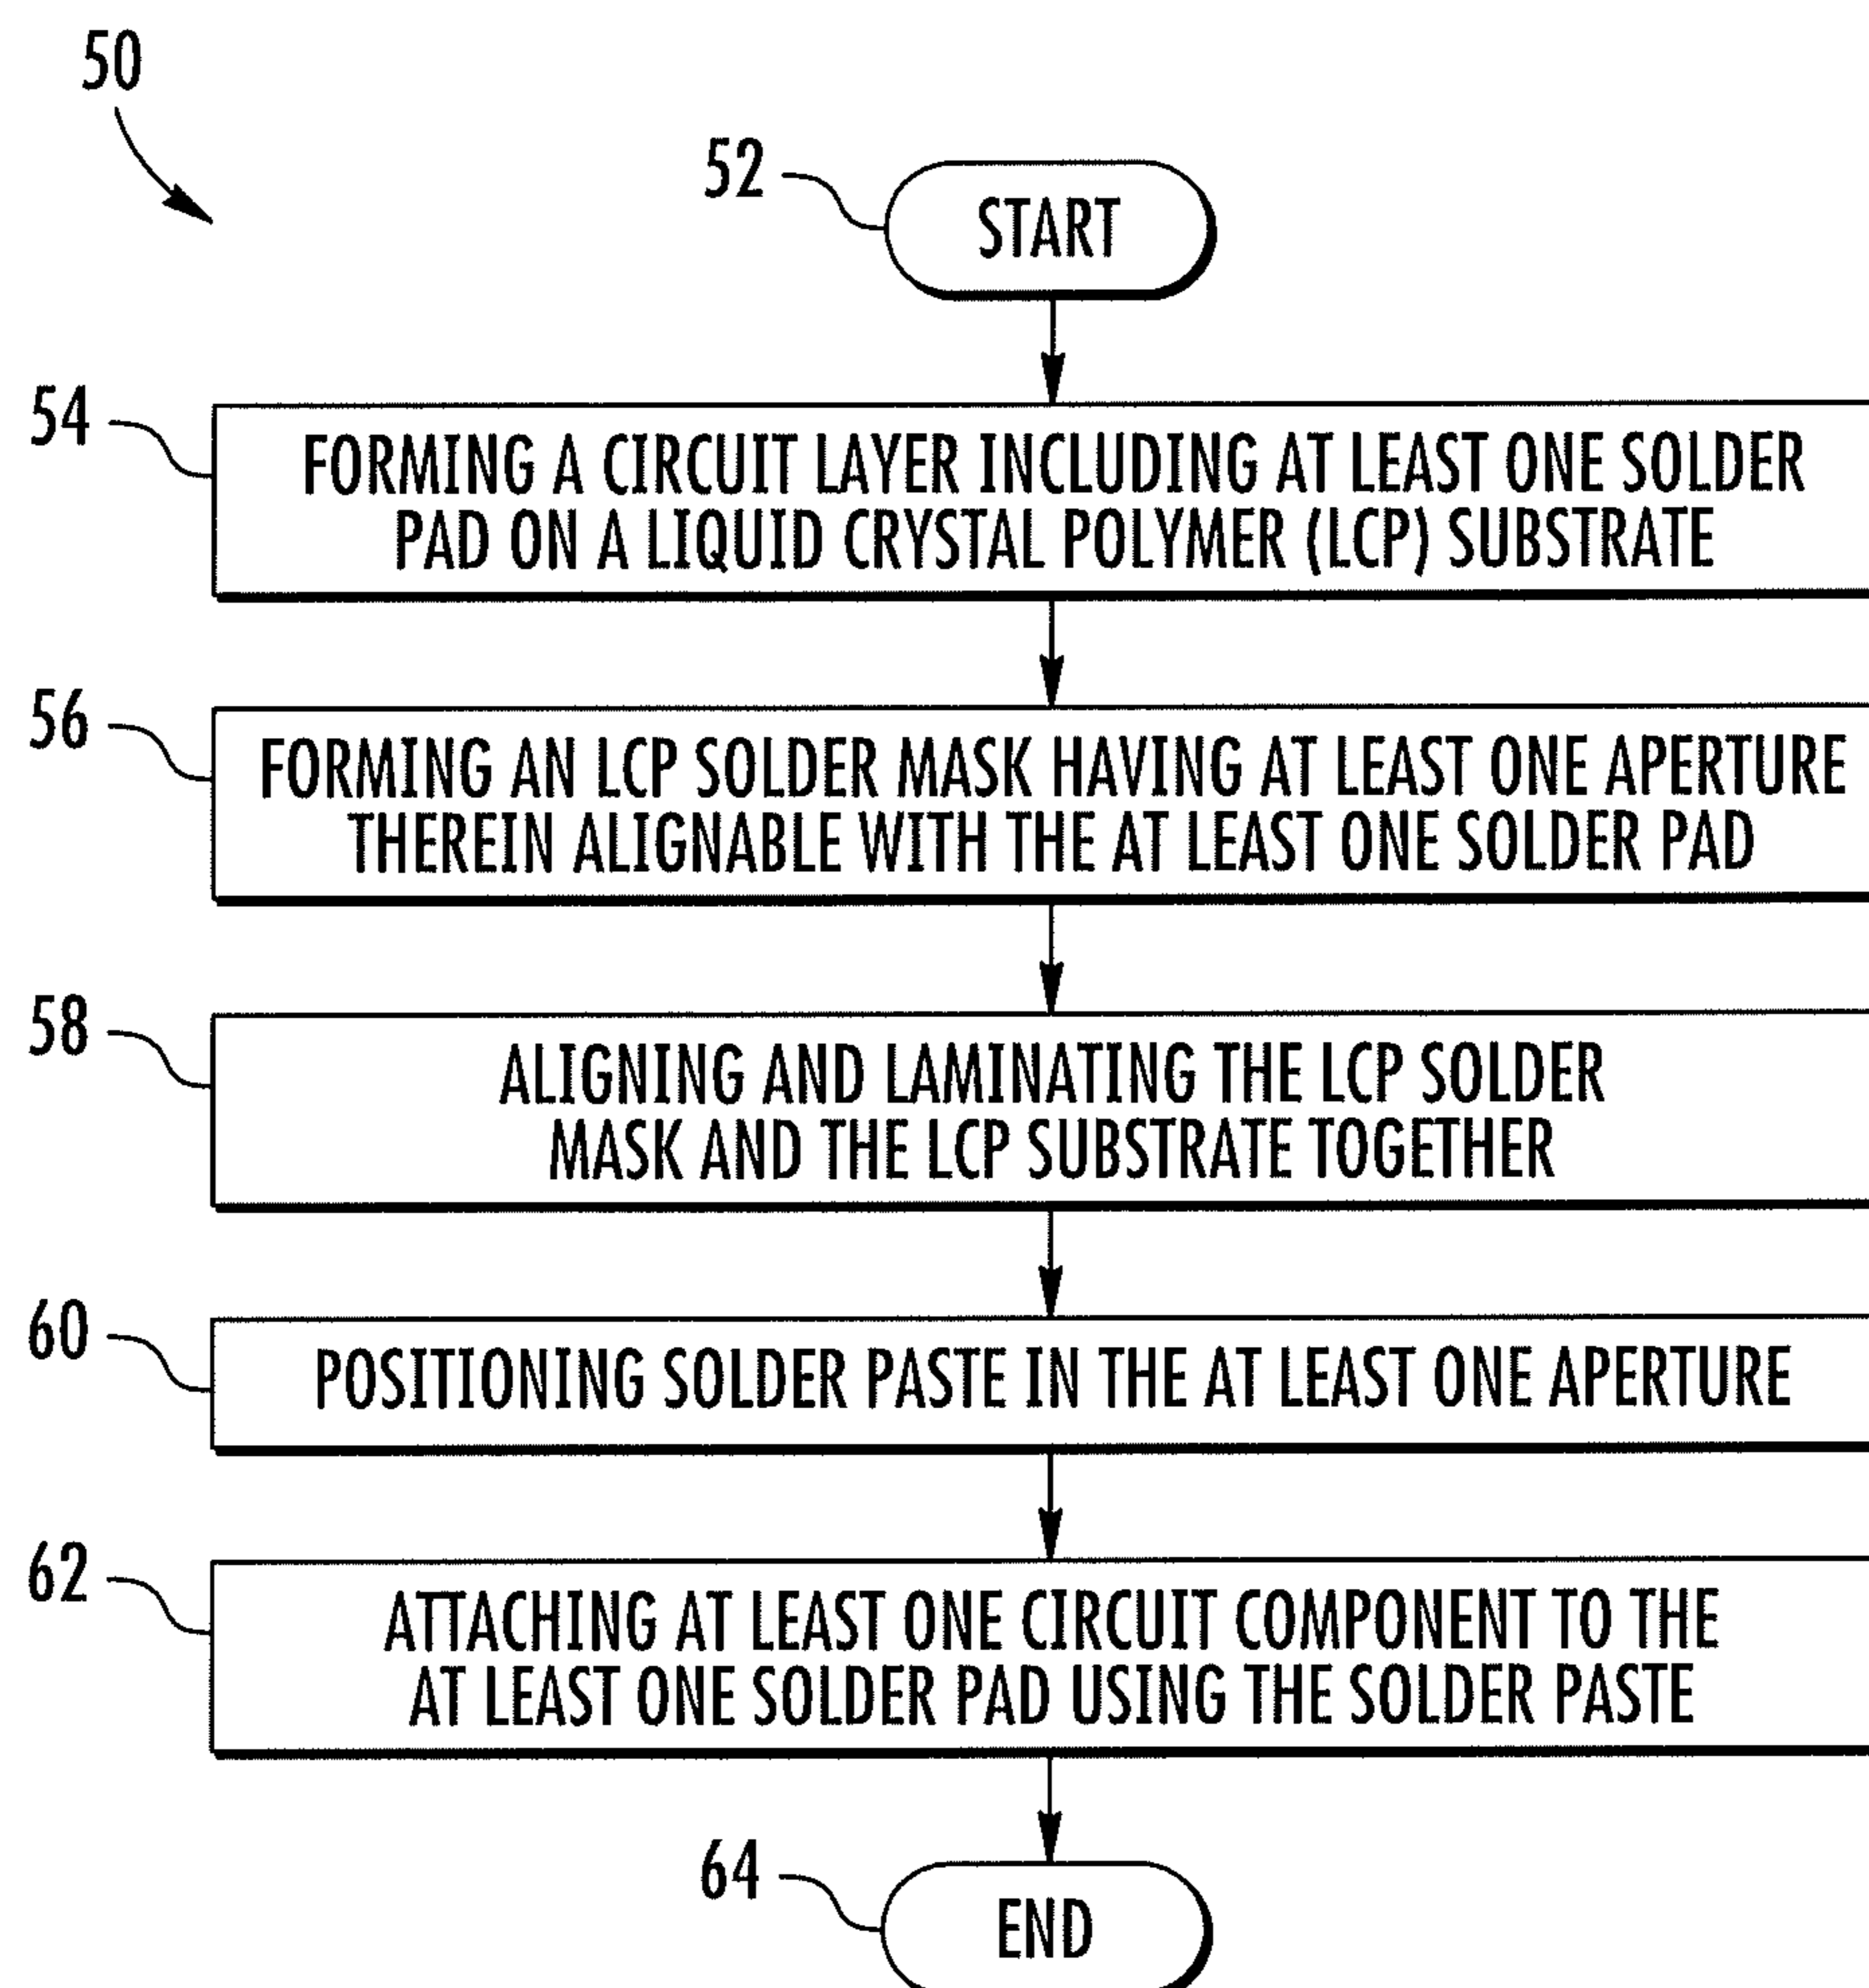 50
52
START
54
FORMING A CIRCUIT LAYER INCLUDING AT LEAST ONE SOLDER
PAD ON A LIQUID CRYSTAL POLYMER (LCP) SUBSTRATE
56
FORMING AN LCP SOLDER MASK HAVING AT LEAST ONE APERTURE
THEREIN ALIGNABLE WITH THE AT LEAST ONE SOLDER PAD
58
ALIGNING AND LAMINATING THE LCP SOLDER
MASK AND THE LCP SUBSTRATE TOGETHER
60
POSITIONING SOLDER PASTE IN THE AT LEAST ONE APERTURE
62
ATTACHING AT LEAST ONE CIRCUIT COMPONENT TO THE
AT LEAST ONE SOLDER PAD USING THE SOLDER PASTE
64
END